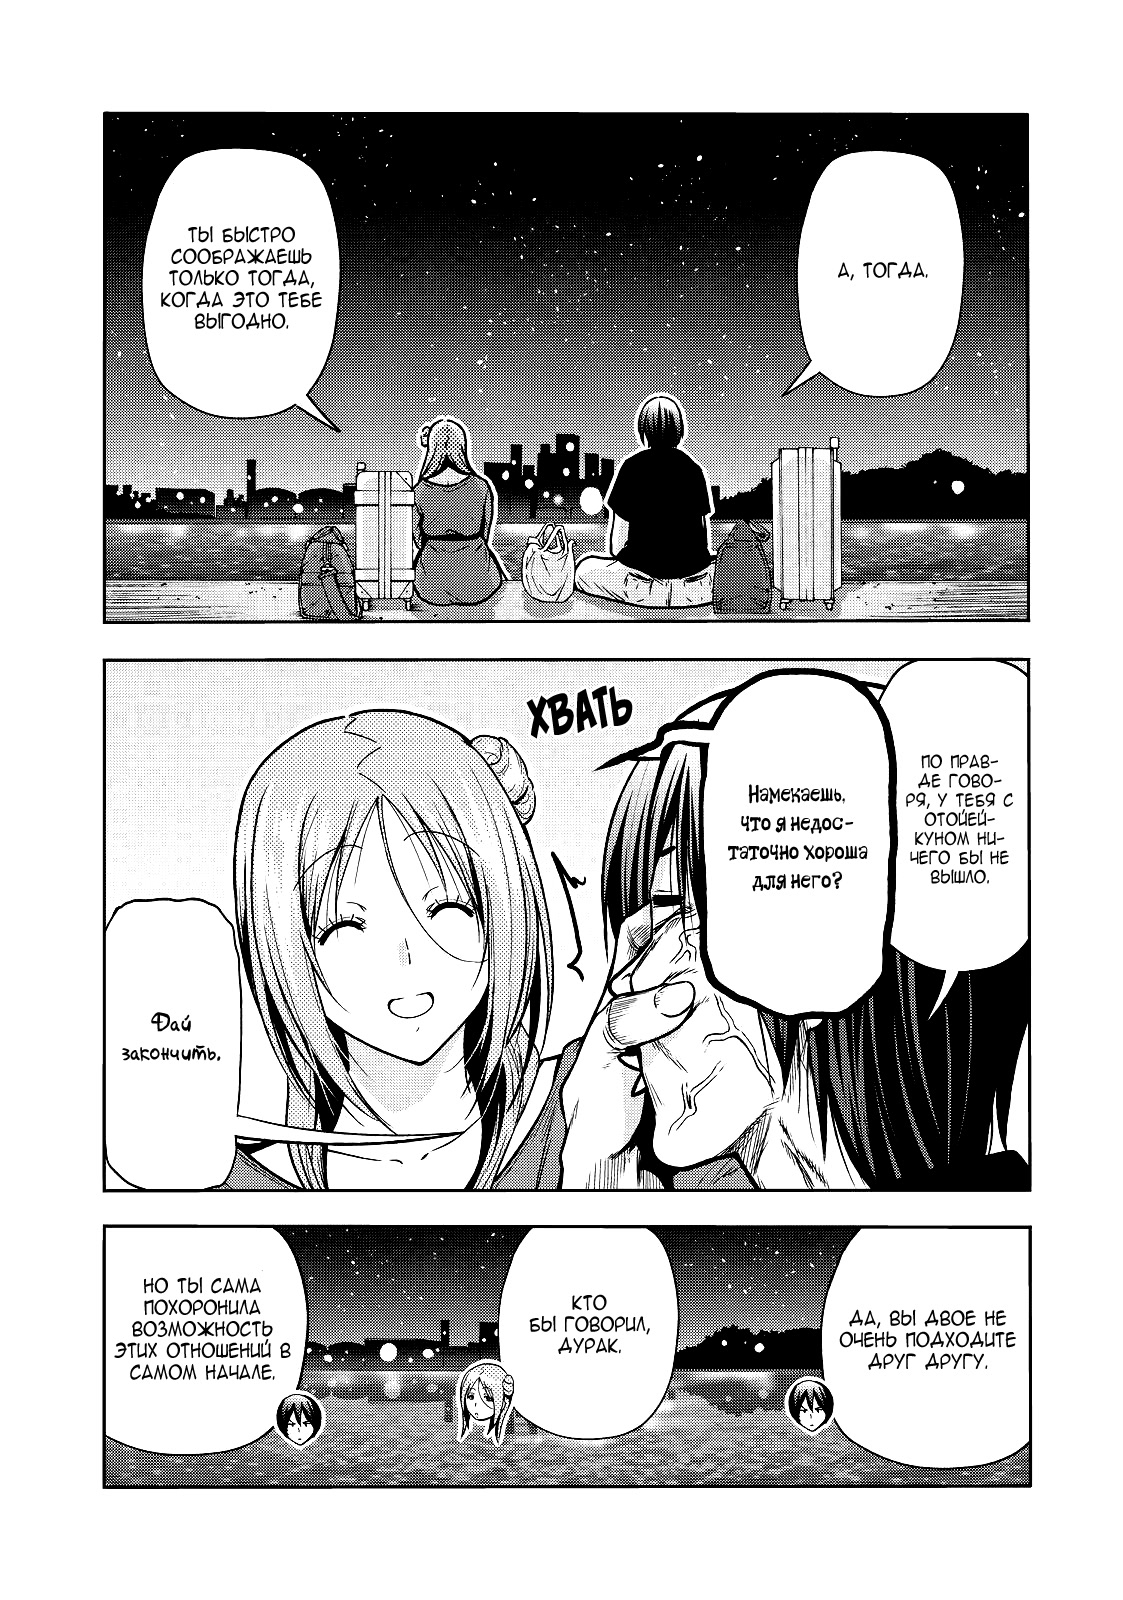 А, ТОГДА.
ТЫ БЫСТРО
СООБРАЖАЕШЬ
ТОЛЬКО ТОГДА,
КОГДА ЭТО ТЕБЕ
ВЫГОДНО.
ПО ПРАВ-
ДЕ ГОВО-
РЯ, У ТЕБЯ С
ОТОЙЕЙ-
КУНОМ НИ-
ЧЕГО БЫ НЕ
ВЫШЛО.
Намекаешь,
что я недос-
таточно хороша
для него?
ХВАТЬ
Дай
закончить.
ДА, ВЫ ДВОЕ НЕ
ОЧЕНЬ ПОДХОДИТЕ
ДРУГ ДРУГУ.
КТО
БЫ ГОВОРИЛ,
ДУРАК.
НО ТЫ САМА
ПОХОРОНИЛА
ВОЗМОЖНОСТЬ
ЭТИХ ОТНОШЕНИЙ В
САМОМ НАЧАЛЕ.